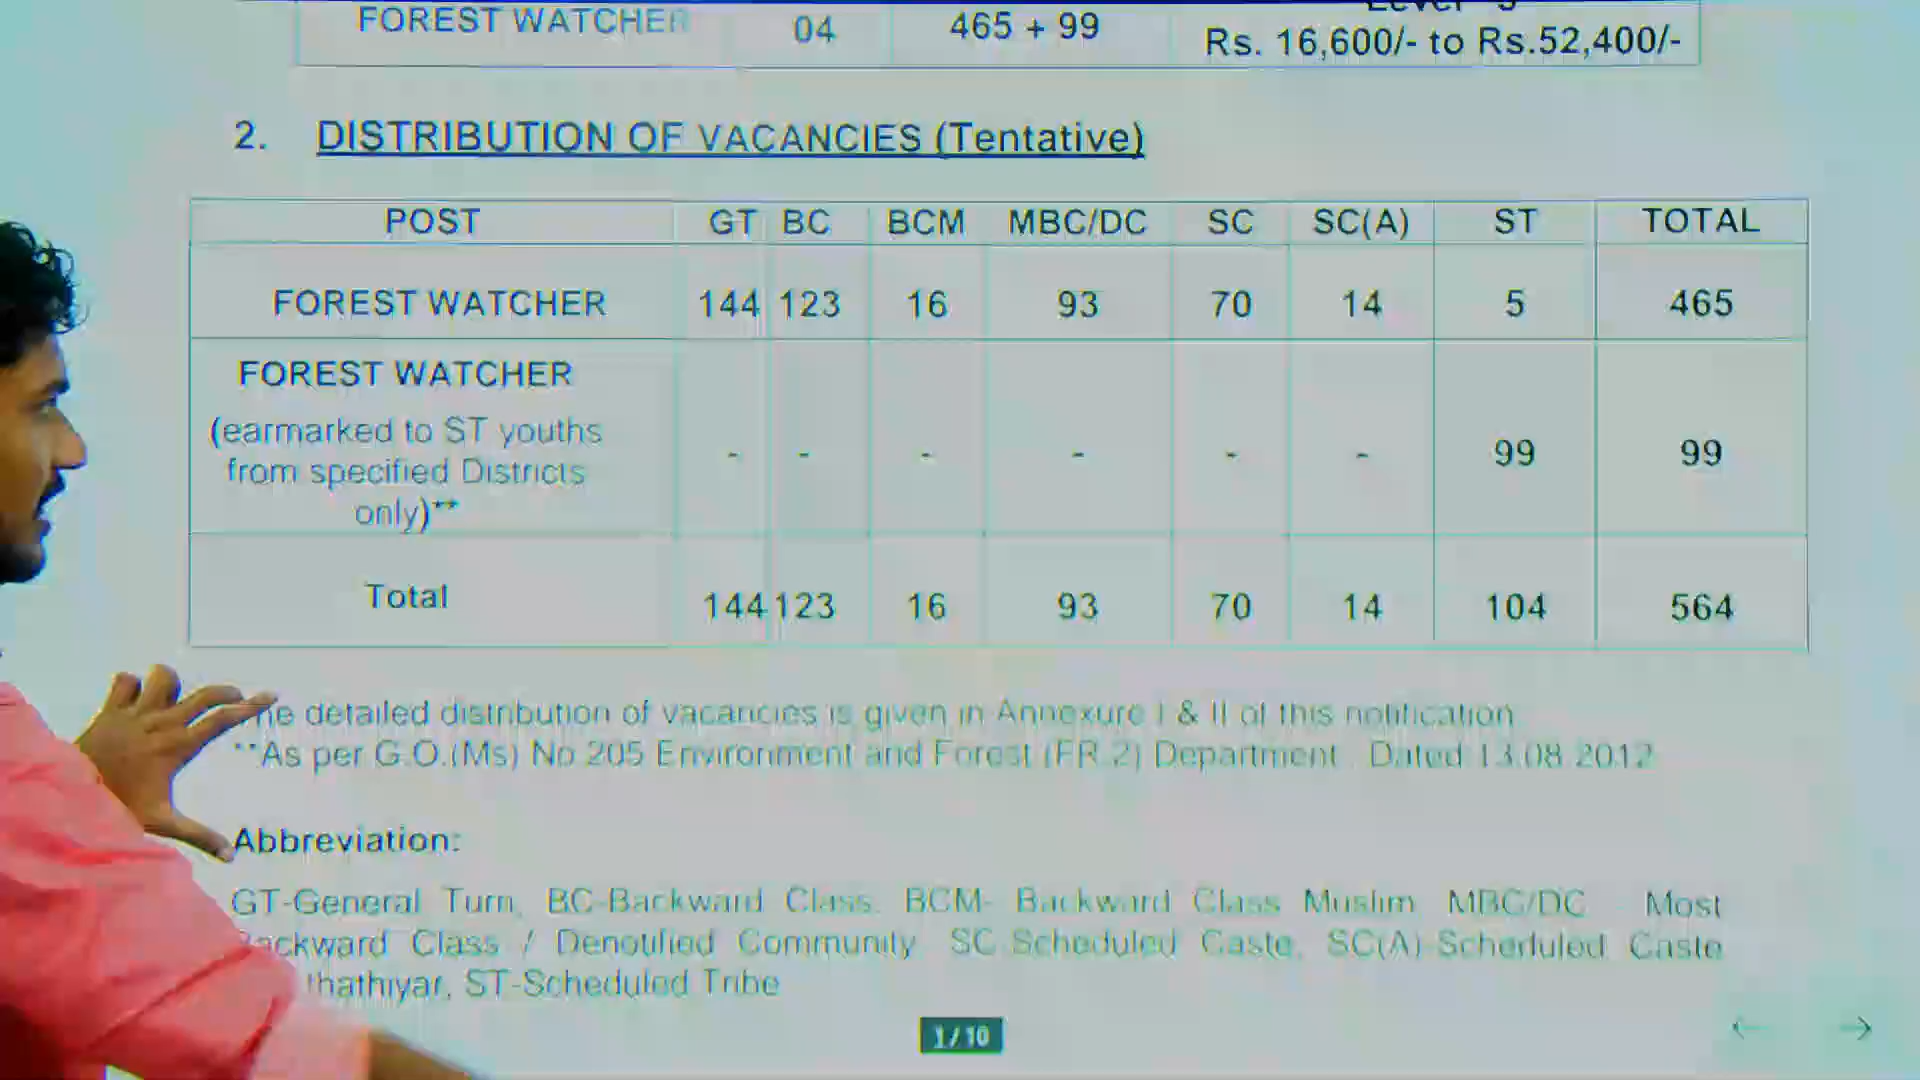 FOREST WATCHER 04 465 + 99 Rs. 16,600/- to Rs.52,400/-
2. DISTRIBUTION OF VACANCIES (Tentative)
POST GT BC BCM MBC/DC SC SC(A) ST TOTAL
FOREST WATCHER 144 123 16 93 70 14 5 465
FOREST WATCHER
(earmarked to ST youths
from specified Districts
only)** - - - - - - 99 99
Total 144 123 16 93 70 14 104 564
detailed distribution of vacancies is given in Annexure I & II of this notification
**As per G.O.(Ms) No.205 Environment and Forest (FR.2) Department Dated 13.08.2012
Abbreviation:
GT-General Turn, BC-Backward Class, BCM- Backward Class Muslim MBC/DC Most
Class / Denotified Community SC Scheduled Caste, SC(A) Scheduled Caste
ST-Scheduled Tribe
1 / 10